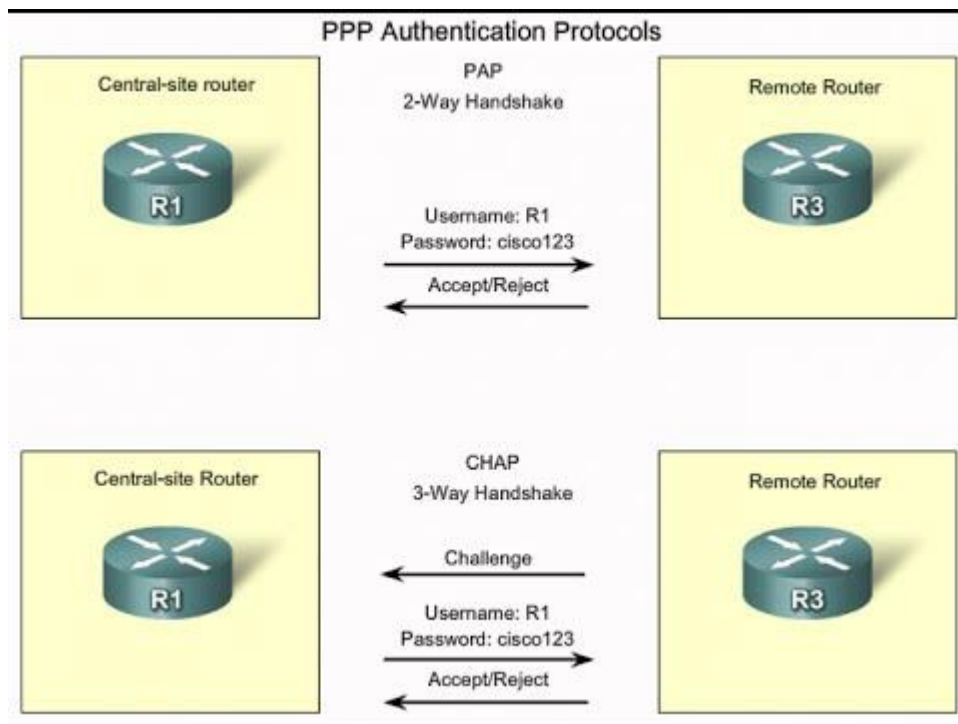 PPP Authentication Protocols
Central-site router
PAP
2-Way Handshake
Remote Router
R1
R3
Username: R1
Password: cisco123
Accept/Reject
Central-site Router
CHAP
3-Way Handshake
Remote Router
Challenge
R1
R3
Username: R1
Password: cisco123
Accept/Reject